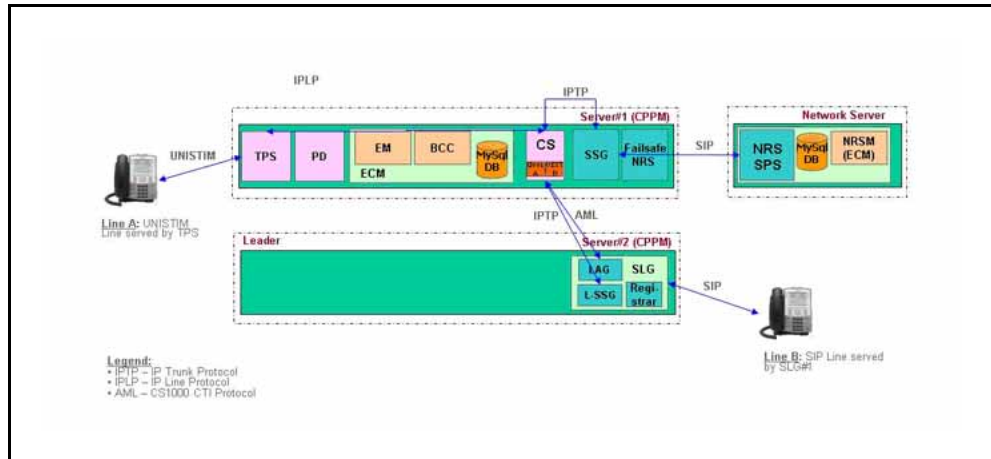 IPLP
IPTP
Server#1 (CPPM)
Network Server
UNISTIM
TPS
PD
EM
BCC
ECM
MySql
DB
CS
SSG
Failsafe
NRS
SIP
NRS
SPS
MySql
DB
NRSM
(ECM)
Line A: UNISTIM
Line served by TPS
IPTP
AML
Leader
Server#2 (CPPM)
LAG
SLG
L-SSG
Regi-
strar
SIP
Line B: SIP Line served
by SLG#1
Legend:
• IPTP – IP Trunk Protocol
• IPLP – IP Line Protocol
• AML – CS1000 CTI Protocol